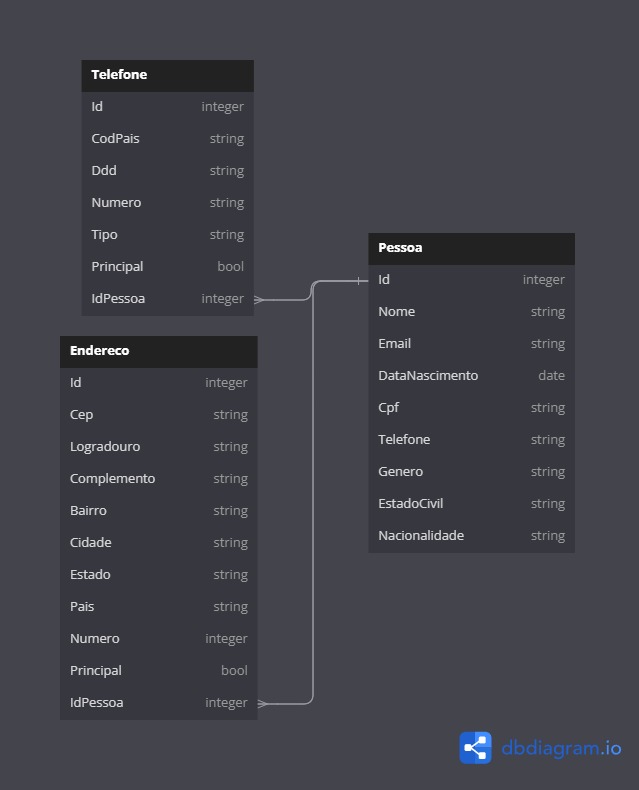 Telefone
Id integer
CodPais string
Ddd string
Numero string
Tipo string
Principal bool
IdPessoa integer
Endereco
Id integer
Cep string
Logradouro string
Complemento string
Bairro string
Cidade string
Estado string
Pais string
Numero integer
Principal bool
IdPessoa integer
Pessoa
Id integer
Nome string
Email string
DataNascimento date
Cpf string
Telefone string
Genero string
EstadoCivil string
Nacionalidade string
dbdiagram.io